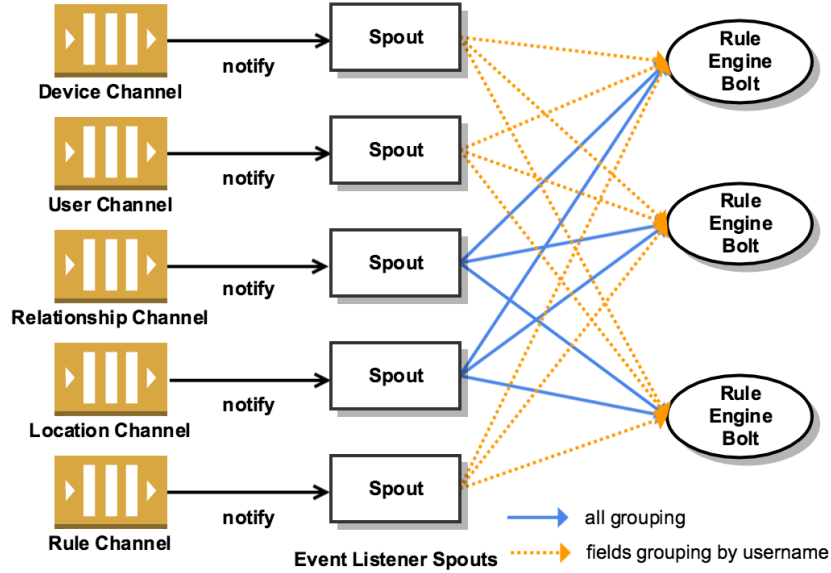 Device Channel
notify
Spout
Rule
Engine
Bolt
User Channel
notify
Spout
Rule
Engine
Bolt
Relationship Channel
notify
Spout
Location Channel
notify
Spout
Rule
Engine
Bolt
Rule Channel
notify
Spout
Event Listener Spouts
all grouping
fields grouping by username